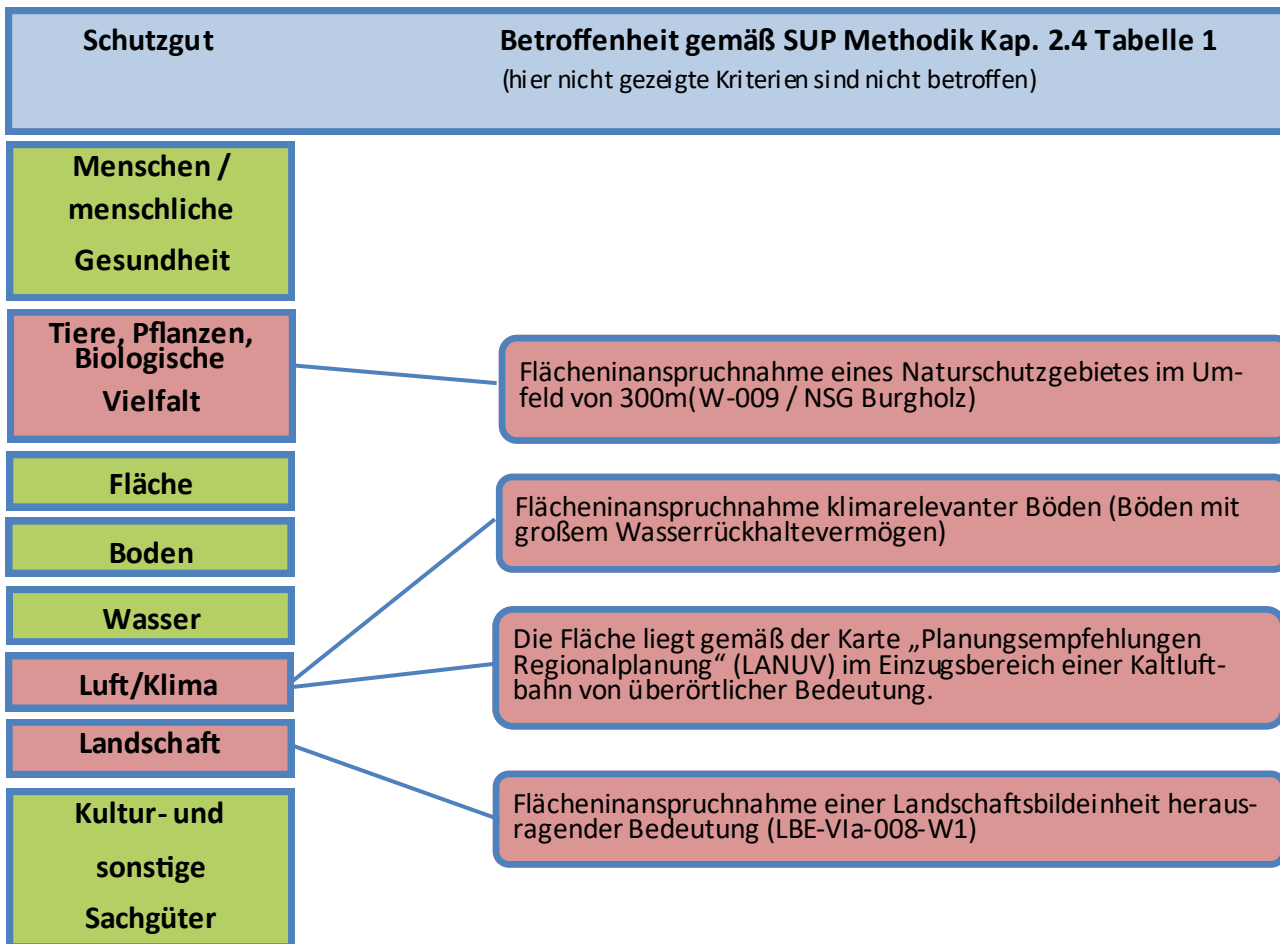 Schutzgut
Betroffenheit gemäß SUP Methodik Kap. 2.4 Tabelle 1
(hier nicht gezeigte Kriterien sind nicht betroffen)
Menschen /
menschliche
Gesundheit
Tiere, Pflanzen,
Biologische
Vielfalt
Flächeninanspruchnahme eines Naturschutzgebietes im Um-
feld von 300m(W-009 / NSG Burgholz)
Fläche
Boden
Wasser
Luft/Klima
Flächeninanspruchnahme klimarelevanter Böden (Böden mit
großem Wasserrückhaltevermögen)
Die Fläche liegt gemäß der Karte „Planungsempfehlungen
Regionalplanung“ (LANUV) im Einzugsbereich einer Kaltluft-
bahn von überörtlicher Bedeutung.
Landschaft
Flächeninanspruchnahme einer Landschaftsbildeinheit heraus-
ragender Bedeutung (LBE-VIa-008-W1)
Kultur- und
sonstige
Sachgüter